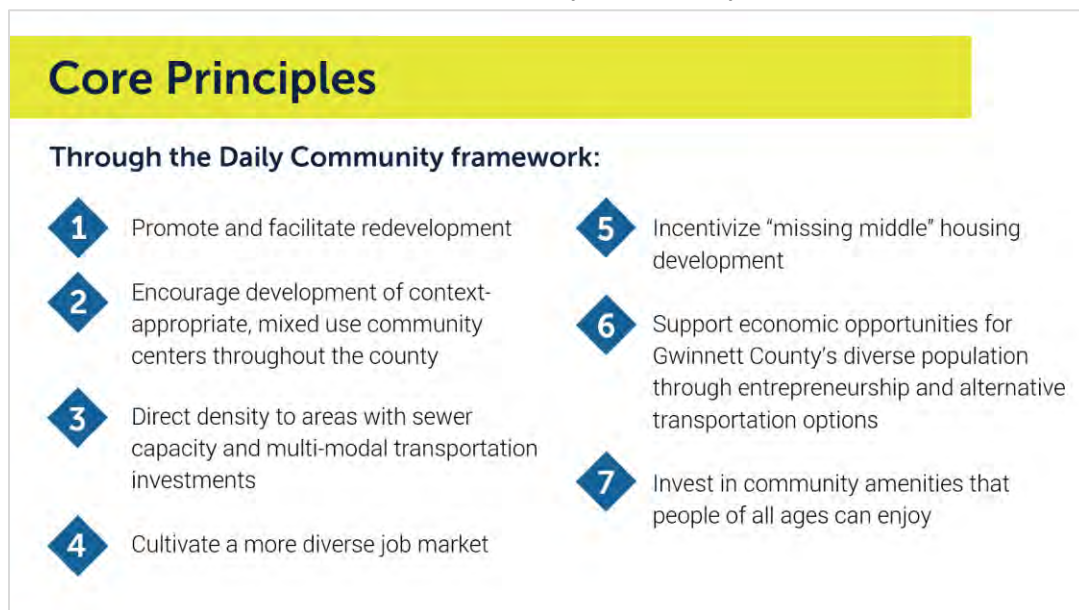 Core Principles
Through the Daily Community framework:
1 Promote and facilitate redevelopment
2 Encourage development of context-
appropriate, mixed use community
centers throughout the county
3 Direct density to areas with sewer
capacity and multi-modal transportation
investments
4 Cultivate a more diverse job market
5 Incentivize “missing middle” housing
development
6 Support economic opportunities for
Gwinnett County’s diverse population
through entrepreneurship and alternative
transportation options
7 Invest in community amenities that
people of all ages can enjoy